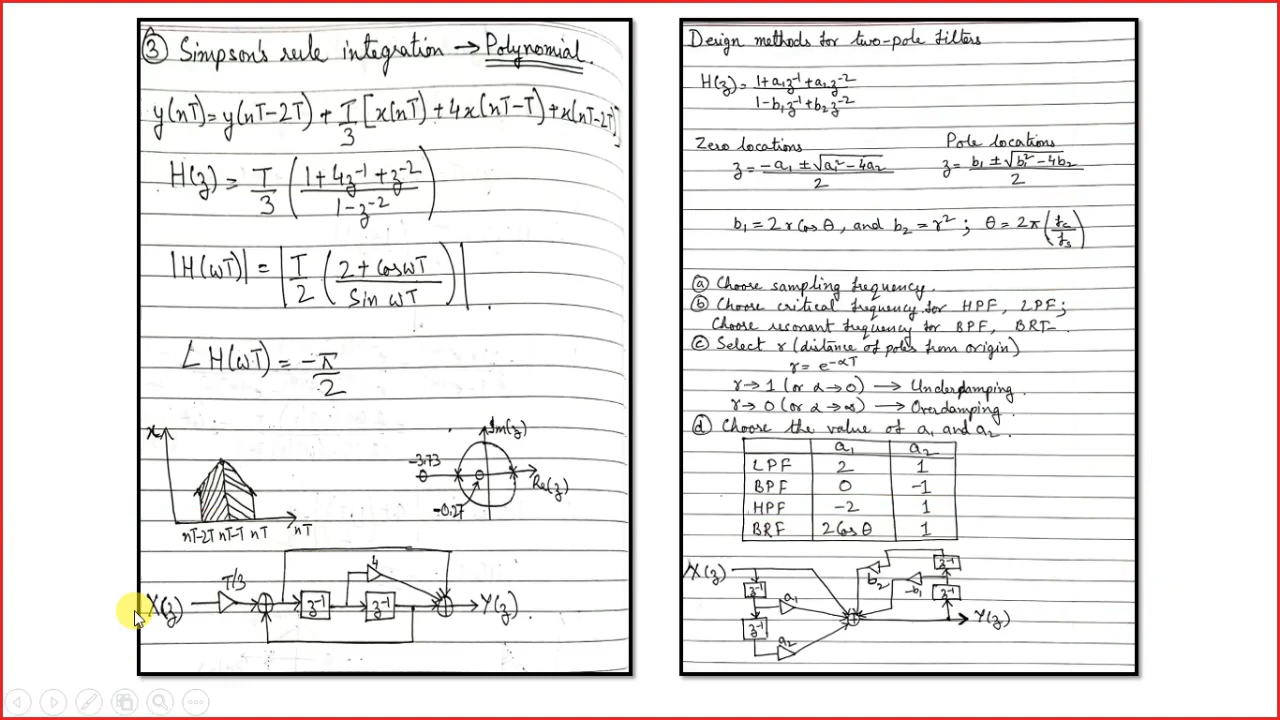 ③ Simpson's rule integration → Polynomial.
y(nT) = y(nT-2T) + T/3 [x(nT) + 4x(nT-T) + x(nT-2T)]
H(z) = T/3 ( (1 + 4z⁻¹ + z⁻²) / (1 - z⁻²) )
|H(ωT)| = | T/2 ( (2 + Cos ωT) / (Sin ωT) ) | .
∠H(ωT) = -π/2
x
nT-2T nT-T nT nT
Im(z)
-3.73
Re(z)
-0.27
4
T/3
X(z) z⁻¹ z⁻¹ Y(z) .
Design methods for two-pole filters
H(z) = (1 + a₁z⁻¹ + a₂z⁻²) / (1 - b₁z⁻¹ + b₂z⁻²)
Zero locations
z = (-a₁ ± √(a₁² - 4a₂)) / 2
Pole locations
z = (b₁ ± √(b₁² - 4b₂)) / 2
b₁ = 2 r Cos θ, and b₂ = r² ; θ = 2π (fc/fs)
ⓐ Choose sampling frequency.
ⓑ Choose critical frequency for HPF, LPF;
Choose resonant frequency for BPF, BRF.
ⓒ Select r (distance of poles from origin)
r = e^(-αT)
r → 1 (or α → 0) → Underdamping.
r → 0 (or α → ∞) → Overdamping.
ⓓ Choose the value of a₁ and a₂.
a₁ a₂
LPF 2 1
BPF 0 -1
HPF -2 1
BRF 2Cos θ 1
X(z) b₂ z⁻¹
z⁻¹ a₁ -b₁ z⁻¹
z⁻¹ a₂ Y(z)